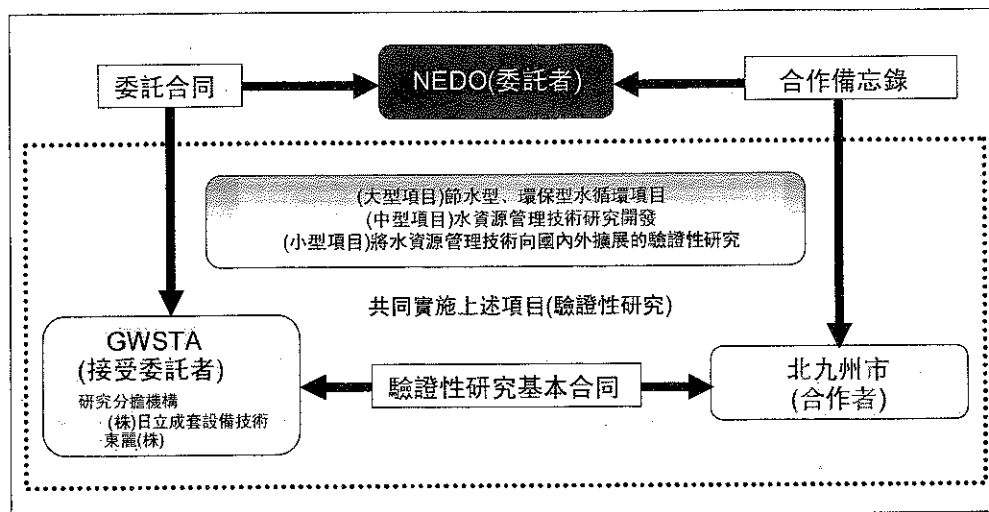 NEDO(委託者)
委託合同
合作備忘錄
(大型項目)節水型、環保型水循環項目
(中型項目)水資源管理技術研究開發
(小型項目)將水資源管理技術向國內外擴展的驗證性研究
共同實施上述項目(驗證性研究)
GWSTA
(接受委託者)
研究分擔機構
(株)日立成套設備技術
東麗(株)
驗證性研究基本合同
北九州市
(合作者)